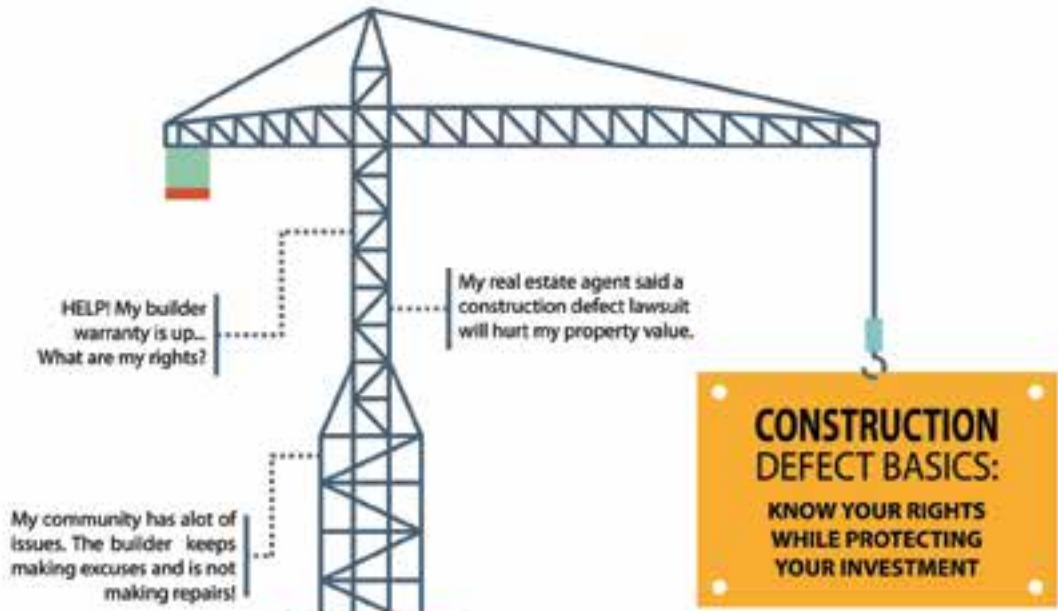 HELP! My builder
warranty is up...
What are my rights?
My real estate agent said a
construction defect lawsuit
will hurt my property value.
My community has alot of
issues. The builder keeps
making excuses and is not
making repairs!
CONSTRUCTION
DEFECT BASICS:
KNOW YOUR RIGHTS
WHILE PROTECTING
YOUR INVESTMENT